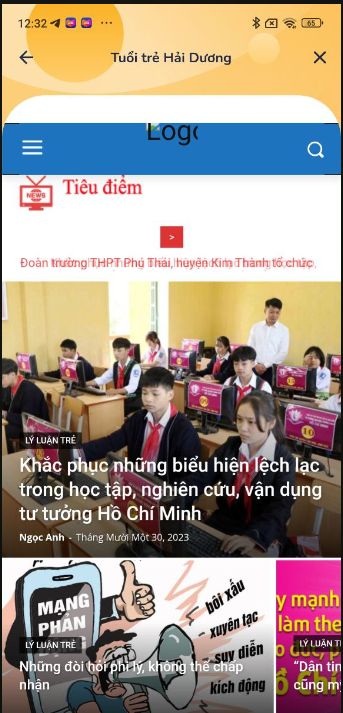 12:32
65
Tuổi trẻ Hải Dương
Logo
NEWS
Tiêu điểm
>
Đoàn trường THPT Phú Thái, huyện Kim Thành tổ chức
LÝ LUẬN TRẺ
Khắc phục những biểu hiện lệch lạc
trong học tập, nghiên cứu, vận dụng
tư tưởng Hồ Chí Minh
Ngọc Anh - Tháng Mười Một 30, 2023
MẠNG
PHẢN
bôi xấu
xuyên tạc
suy diễn
kích động
LÝ LUẬN TRẺ
Những đòi hỏi phi lý, không thể chấp
nhận
y mạnh
làm the
LÝ LUẬN T
"Dân tin
cũng m